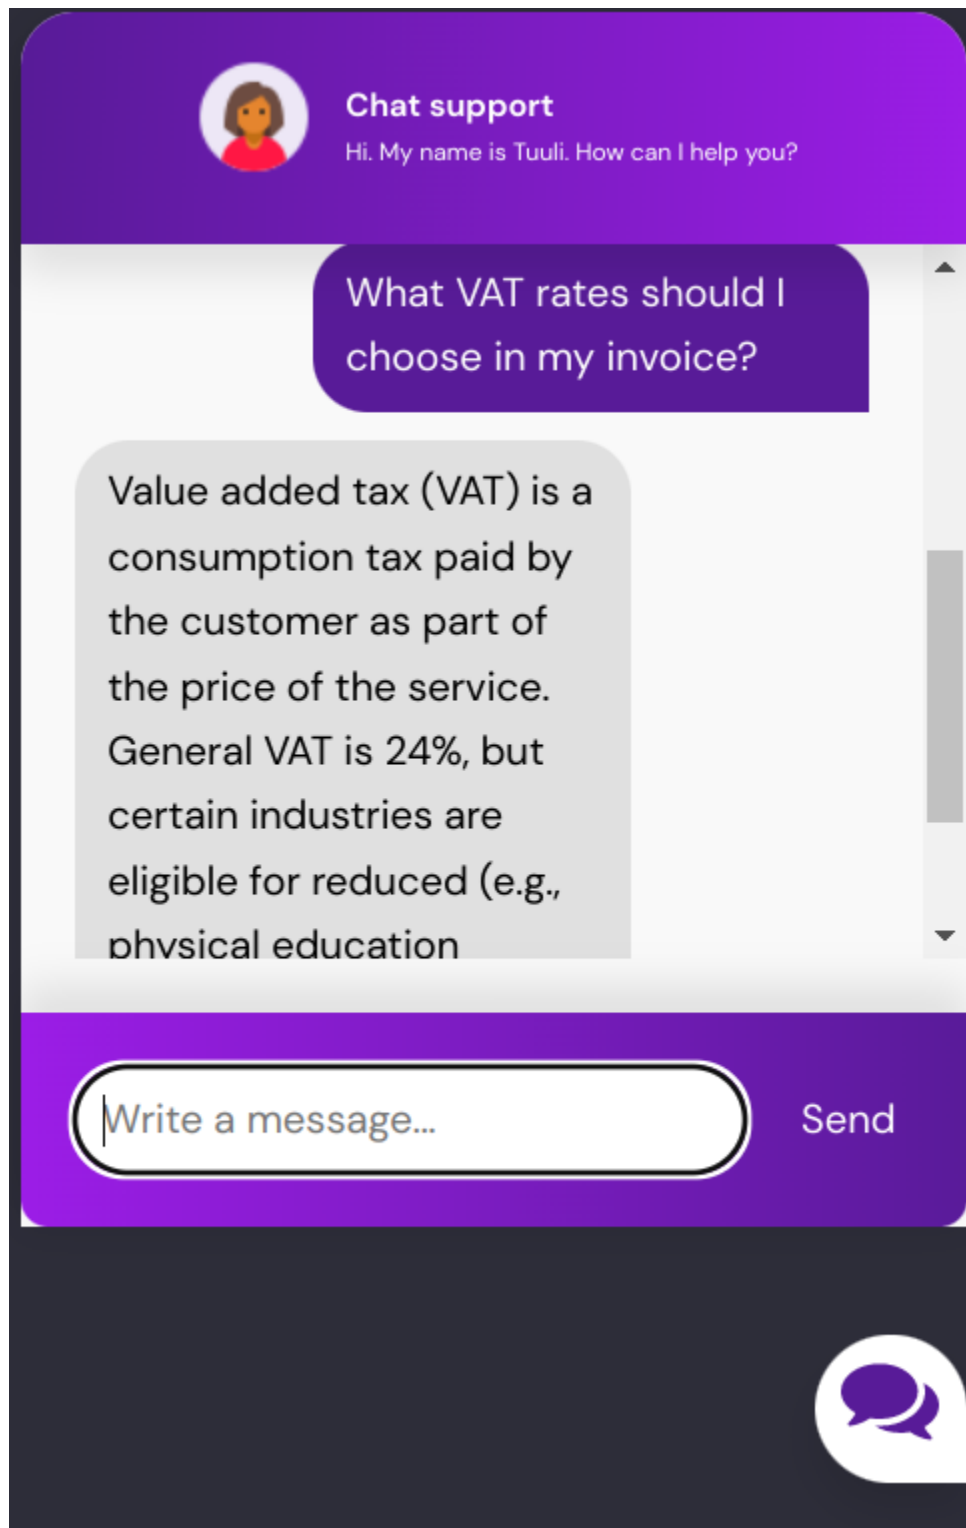 Chat support
Hi. My name is Tuuli. How can I help you?
What VAT rates should I
choose in my invoice?
Value added tax (VAT) is a
consumption tax paid by
the customer as part of
the price of the service.
General VAT is 24%, but
certain industries are
eligible for reduced (e.g.,
physical education
Write a message...
Send